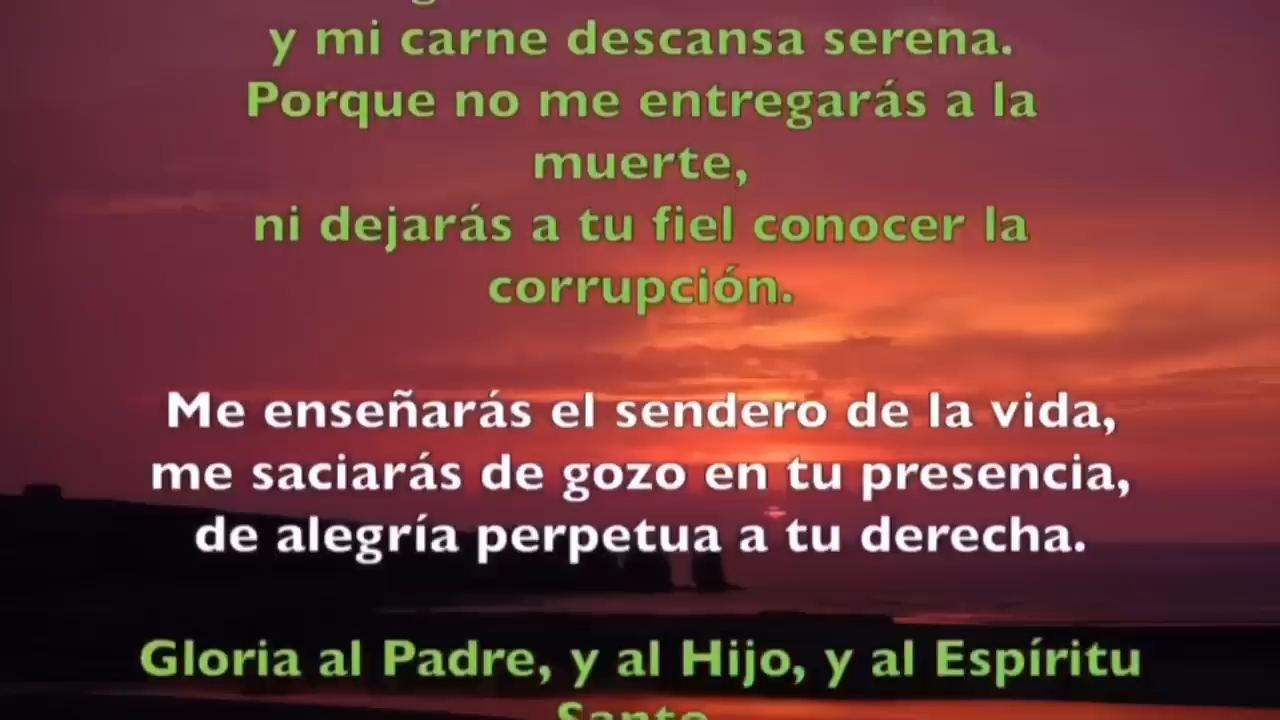 y mi carne descansa serena.
Porque no me entregarás a la
muerte,
ni dejarás a tu fiel conocer la
corrupción.
Me enseñarás el sendero de la vida,
me saciarás de gozo en tu presencia,
de alegría perpetua a tu derecha.
Gloria al Padre, y al Hijo, y al Espíritu
Santo